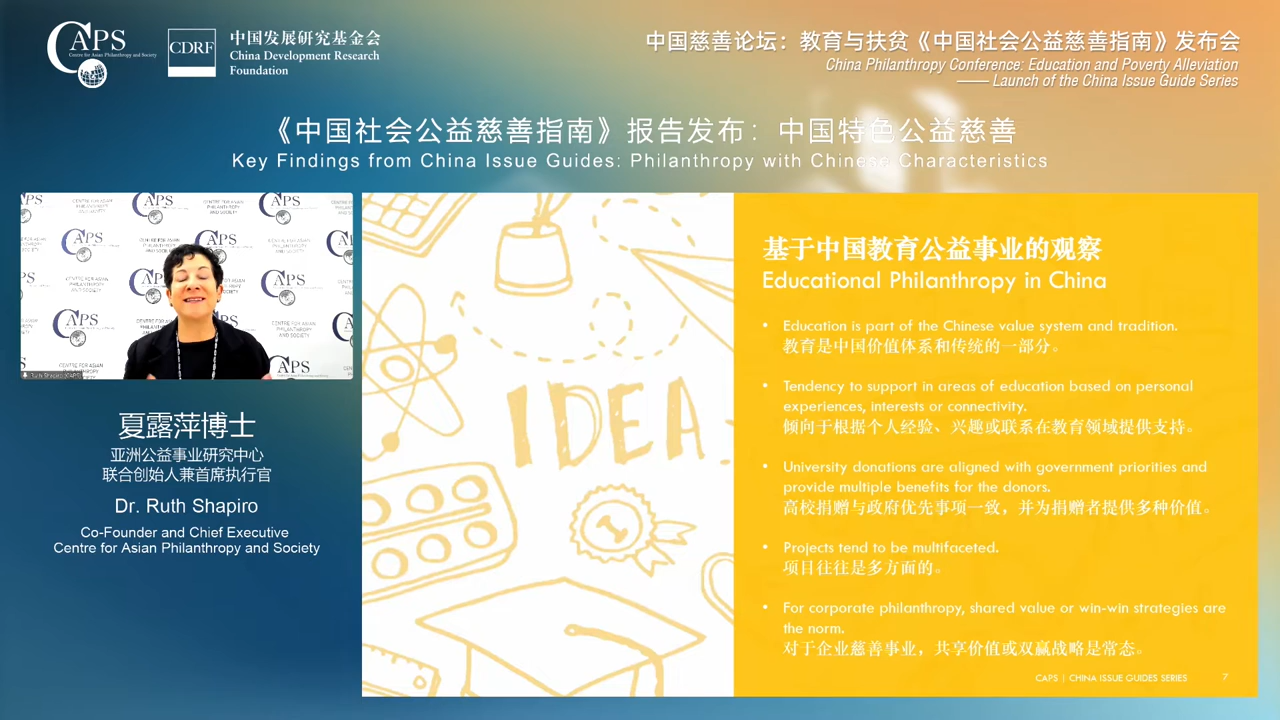 CAPS
Centre for Asian Philanthropy and Society
CDRF
中国发展研究基金会
China Development Research
Foundation
中国慈善论坛：教育与扶贫《中国社会公益慈善指南》发布会
China Philanthropy Conference: Education and Poverty Alleviation
—— Launch of the China Issue Guide Series
《中国社会公益慈善指南》报告发布：中国特色公益慈善
Key Findings from China Issue Guides: Philanthropy with Chinese Characteristics
夏露萍博士
亚洲公益事业研究中心
联合创始人兼首席执行官
Dr. Ruth Shapiro
Co-Founder and Chief Executive
Centre for Asian Philanthropy and Society
IDEA
基于中国教育公益事业的观察
Educational Philanthropy in China
• Education is part of the Chinese value system and tradition.
教育是中国价值体系和传统的一部分。
• Tendency to support in areas of education based on personal
experiences, interests or connectivity.
倾向于根据个人经验、兴趣或联系在教育领域提供支持。
• University donations are aligned with government priorities and
provide multiple benefits for the donors.
高校捐赠与政府优先事项一致，并为捐赠者提供多种价值。
• Projects tend to be multifaceted.
项目往往是多方面的。
• For corporate philanthropy, shared value or win-win strategies are
the norm.
对于企业慈善事业，共享价值或双赢战略是常态。
CAPS | CHINA ISSUE GUIDES SERIES 7